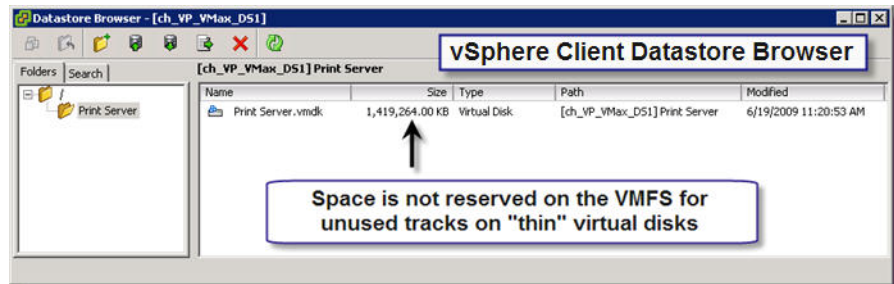 Datastore Browser - [ch_VP_VMax_DS1]
vSphere Client Datastore Browser
Folders Search
[ch_VP_VMax_DS1] Print Server
/
Print Server
Name Size Type Path Modified
Print Server.vmdk 1,419,264.00 KB Virtual Disk [ch_VP_VMax_DS1] Print Server 6/19/2009 11:20:53 AM
Space is not reserved on the VMFS for
unused tracks on "thin" virtual disks